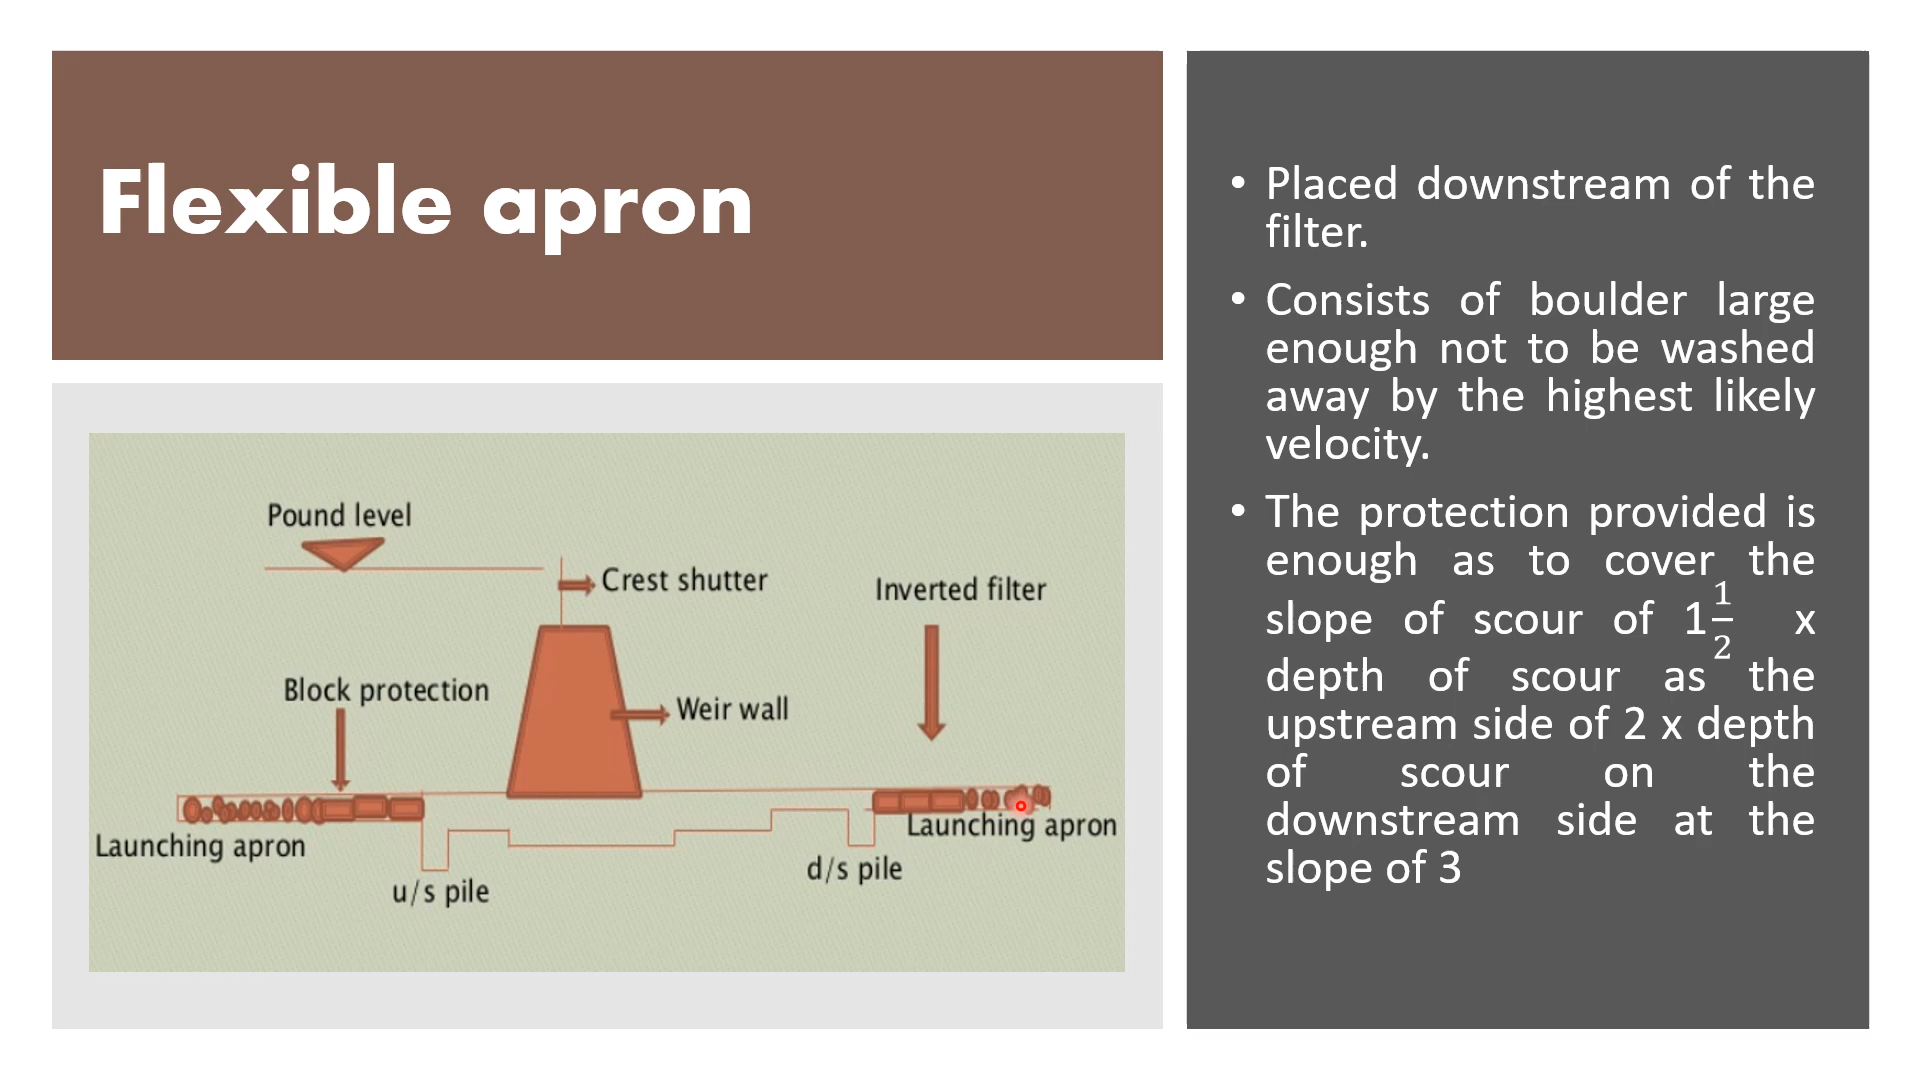 Flexible apron
Pound level
Crest shutter
Inverted filter
Block protection
Weir wall
Launching apron
Launching apron
d/s pile
u/s pile
• Placed downstream of the
filter.
• Consists of boulder large
enough not to be washed
away by the highest likely
velocity.
• The protection provided is
enough as to cover the
slope of scour of 1 1/2 x
depth of scour as the
upstream side of 2 x depth
of scour on the
downstream side at the
slope of 3